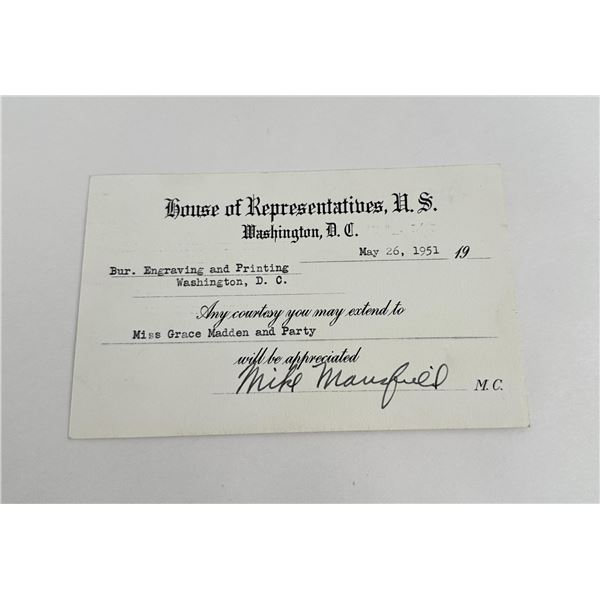 House of Representatives, U. S.
Washington, D. C.
May 26, 1951 19
Bur. Engraving and Printing
Washington, D. C.
Any courtesy you may extend to
Miss Grace Madden and Party
will be appreciated
Mike Mansfield M. C.